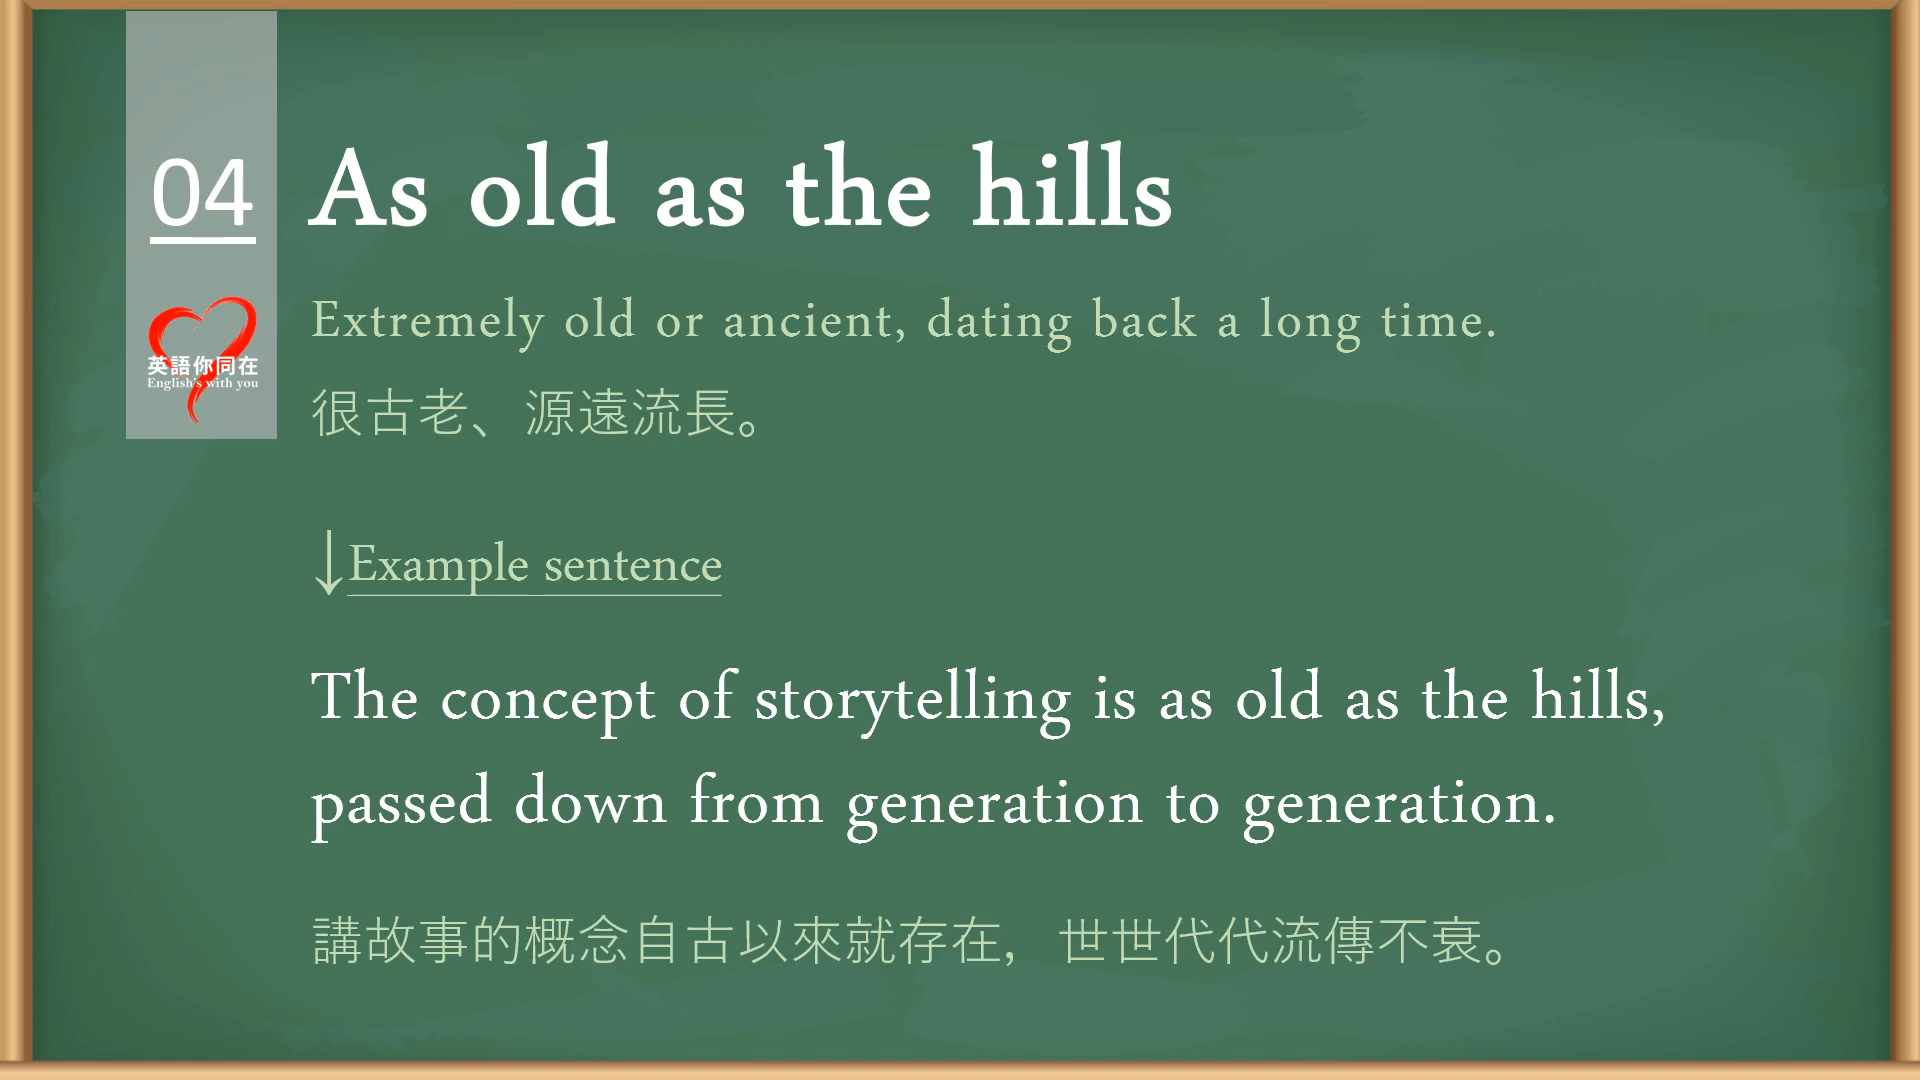 04
As old as the hills
英語你同在
English's with you
Extremely old or ancient, dating back a long time.
很古老、源遠流長。
↓Example sentence
The concept of storytelling is as old as the hills,
passed down from generation to generation.
講故事的概念自古以來就存在，世世代代流傳不衰。